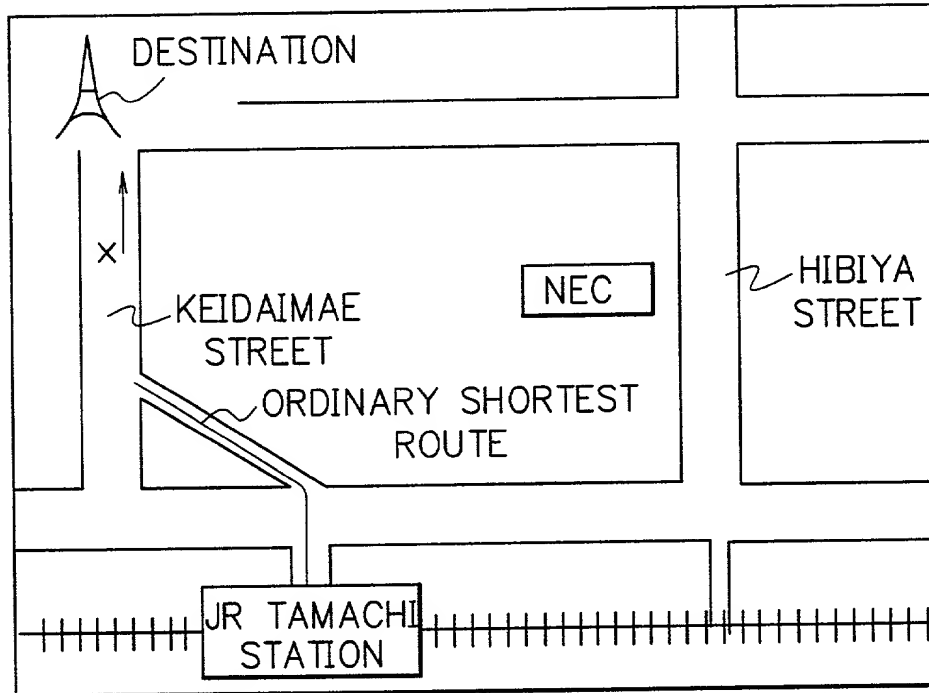 DESTINATION
X
NEC
HIBIYA
STREET
KEIDAIMAE
STREET
ORDINARY SHORTEST
ROUTE
JR TAMACHI
STATION